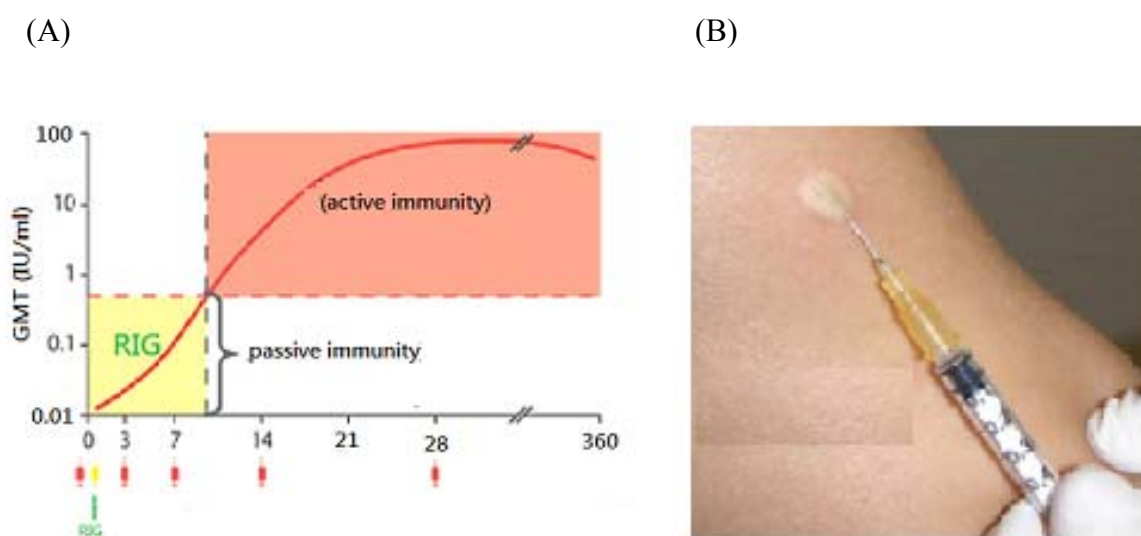 (A)
(B)
100
10
1
0.1
0.01
GMT (IU/ml)
(active immunity)
RIG
passive immunity
0 3 7 14 21 28 360
RIG